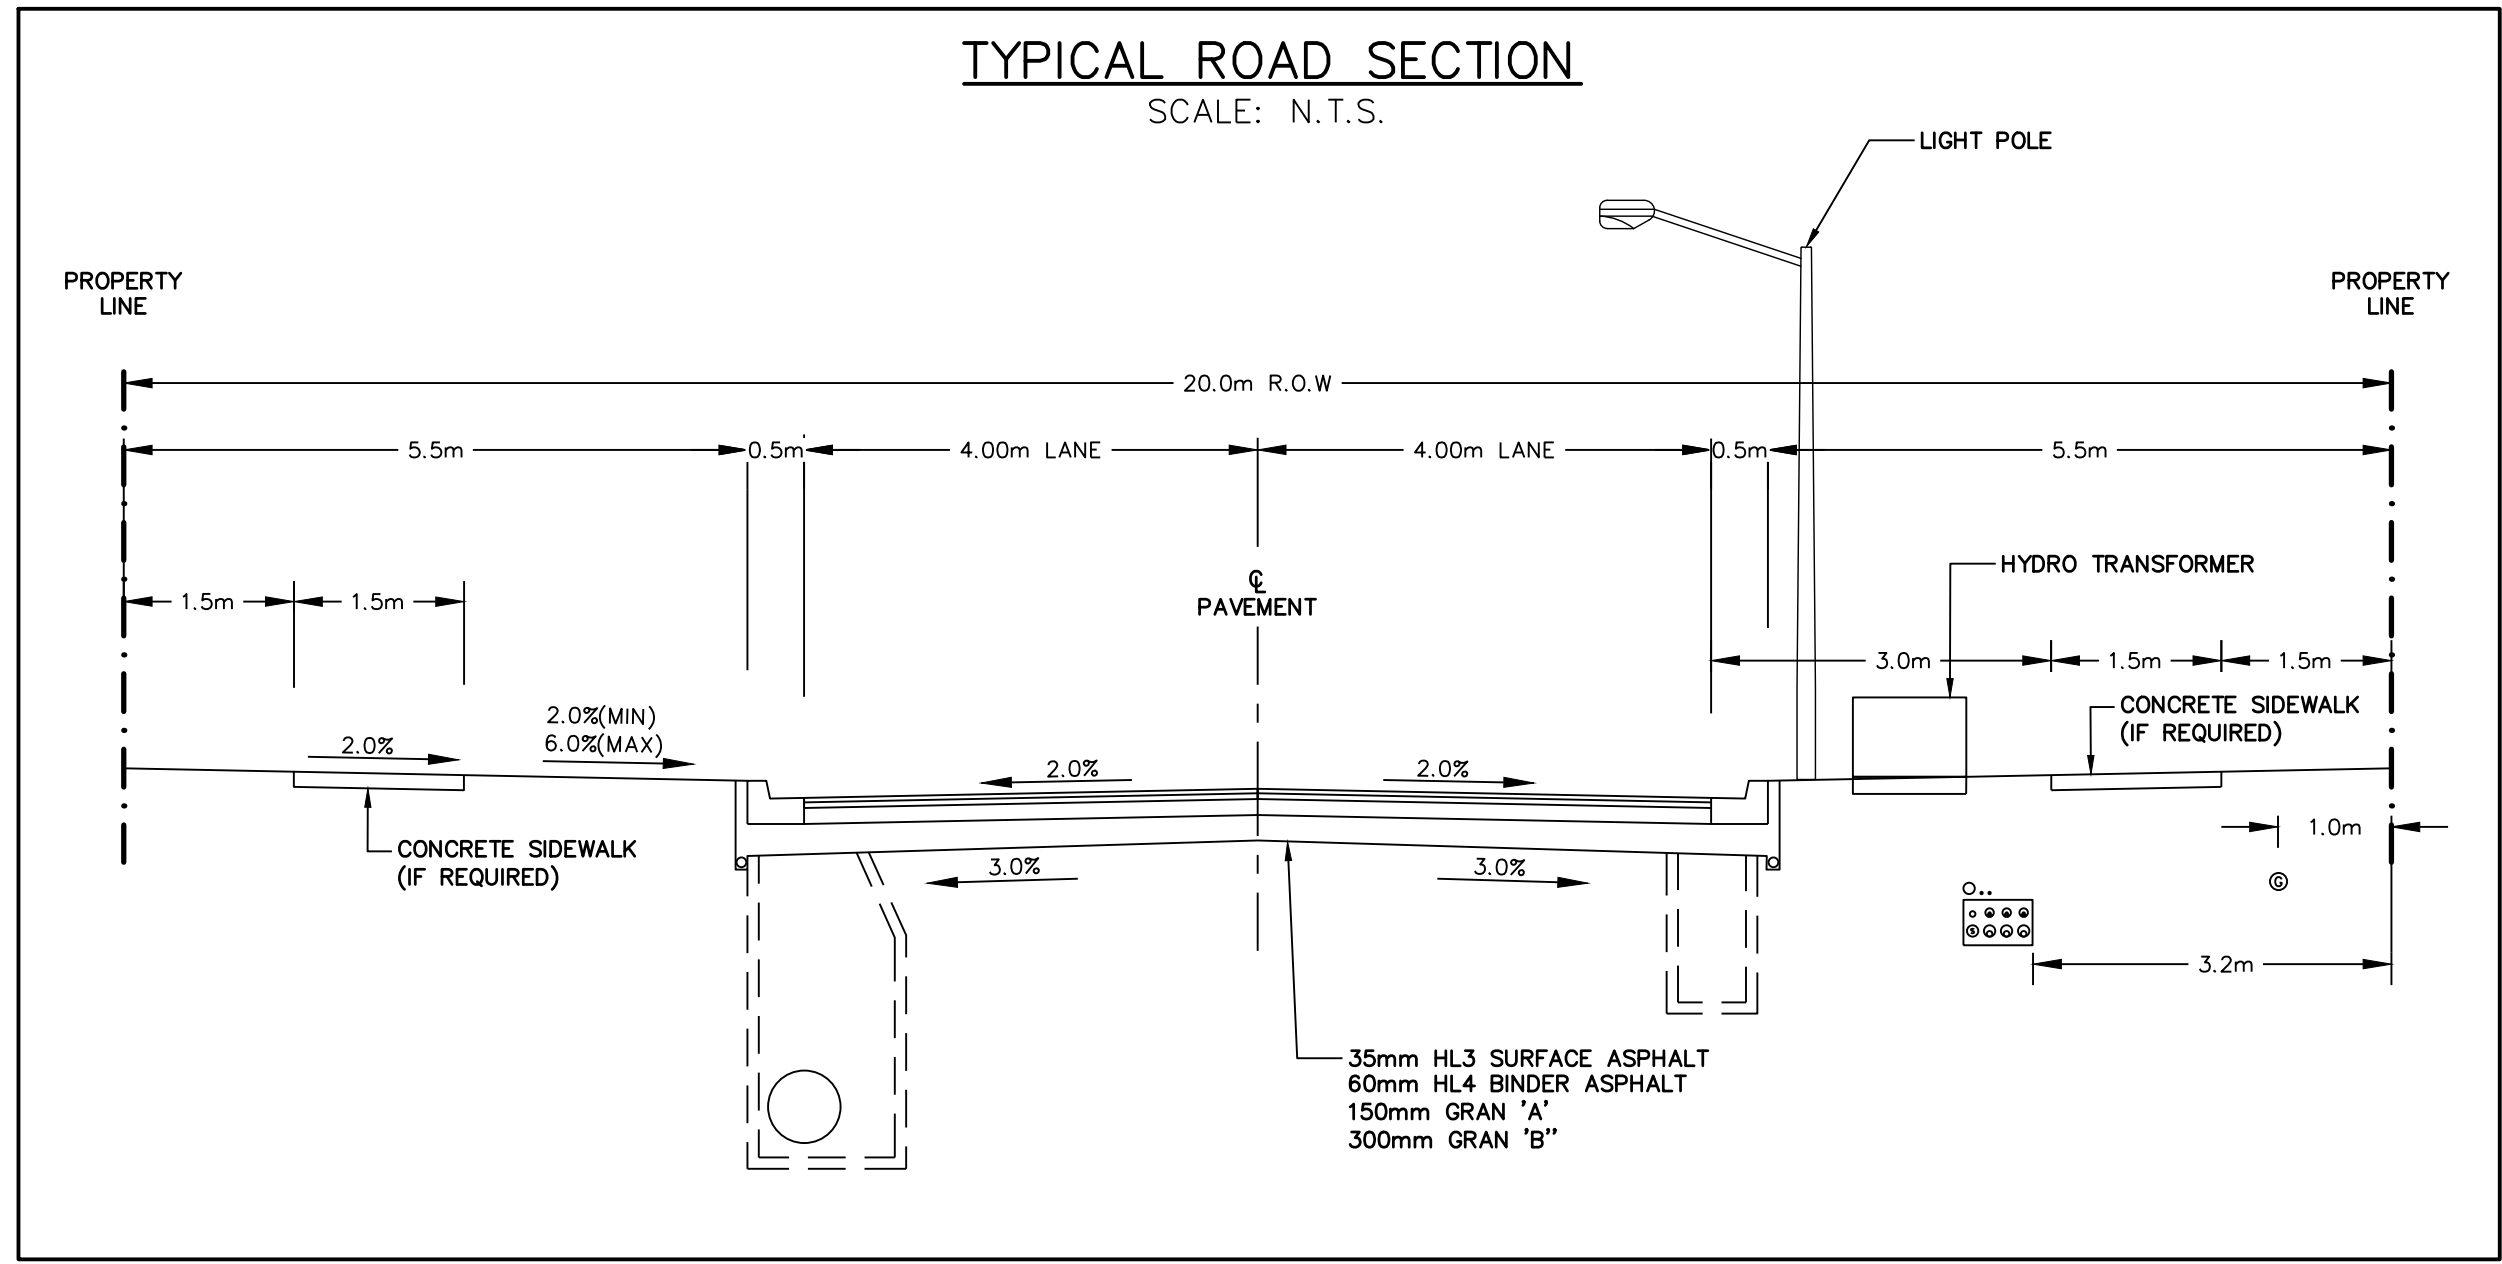 TYPICAL ROAD SECTION
SCALE: N.T.S.
LIGHT POLE
PROPERTY
LINE
PROPERTY
LINE
20.0m R.O.W
5.5m
0.5m
4.00m LANE
4.00m LANE
0.5m
5.5m
HYDRO TRANSFORMER
℄
PAVEMENT
1.5m
1.5m
3.0m
1.5m
1.5m
2.0%(MIN)
6.0%(MAX)
2.0%
CONCRETE SIDEWALK
(IF REQUIRED)
2.0%
2.0%
1.0m
CONCRETE SIDEWALK
(IF REQUIRED)
3.0%
3.0%
G
S
3.2m
35mm HL3 SURFACE ASPHALT
60mm HL4 BINDER ASPHALT
150mm GRAN 'A'
300mm GRAN 'B''